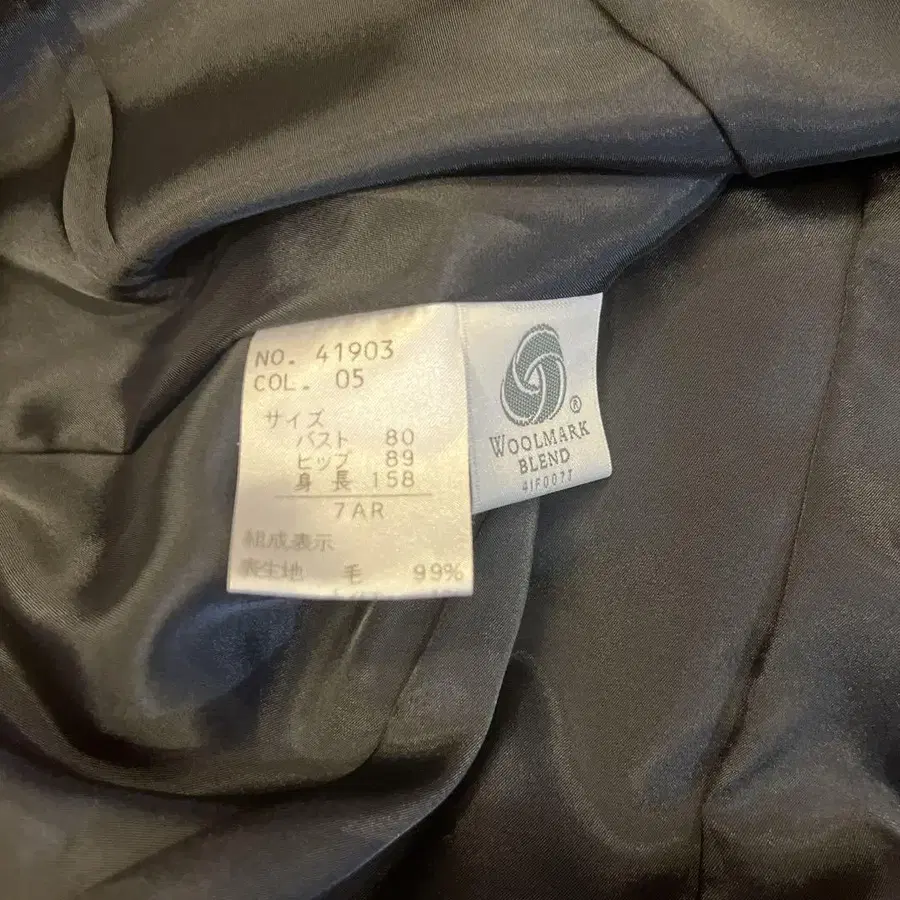 NO. 41903
COL. 05
サイズ
バスト 80
ヒップ 89
身長 158
7AR
組成表示
表生地 毛 99%
®
WOOLMARK
BLEND
41F0077